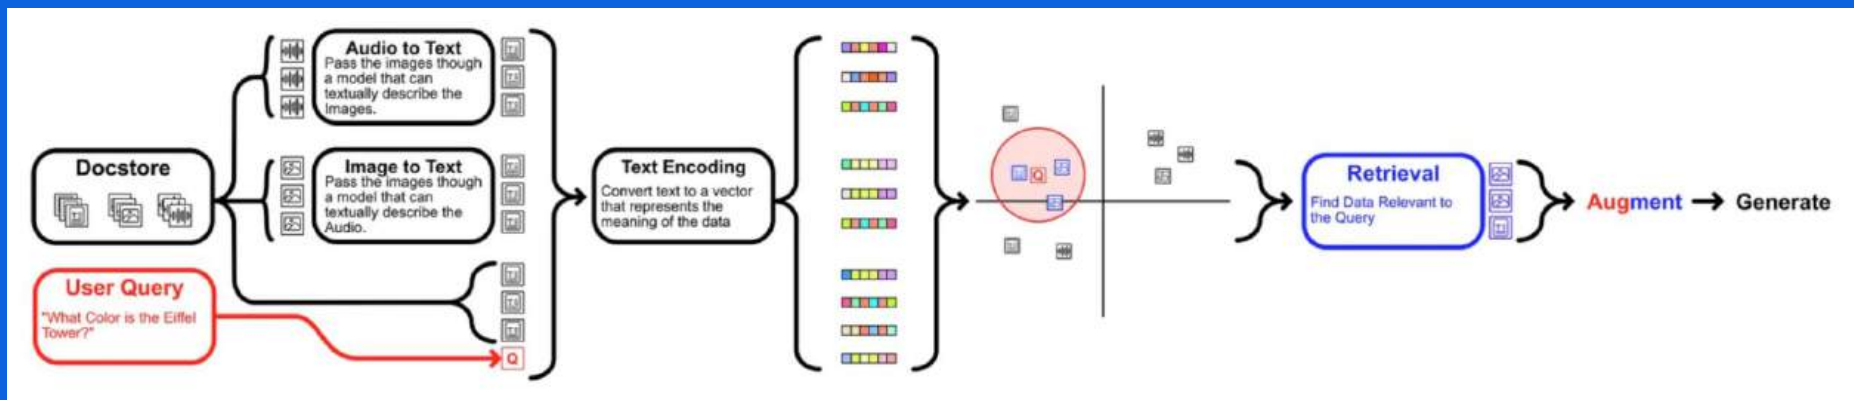 Audio to Text
Pass the images though
a model that can
textually describe the
Images.
Docstore
Image to Text
Pass the images though
a model that can
textually describe the
Audio.
User Query
"What Color is the Eiffel
Tower?"
Q
Text Encoding
Convert text to a vector
that represents the
meaning of the data
Q
Retrieval
Find Data Relevant to
the Query
Augment
Generate